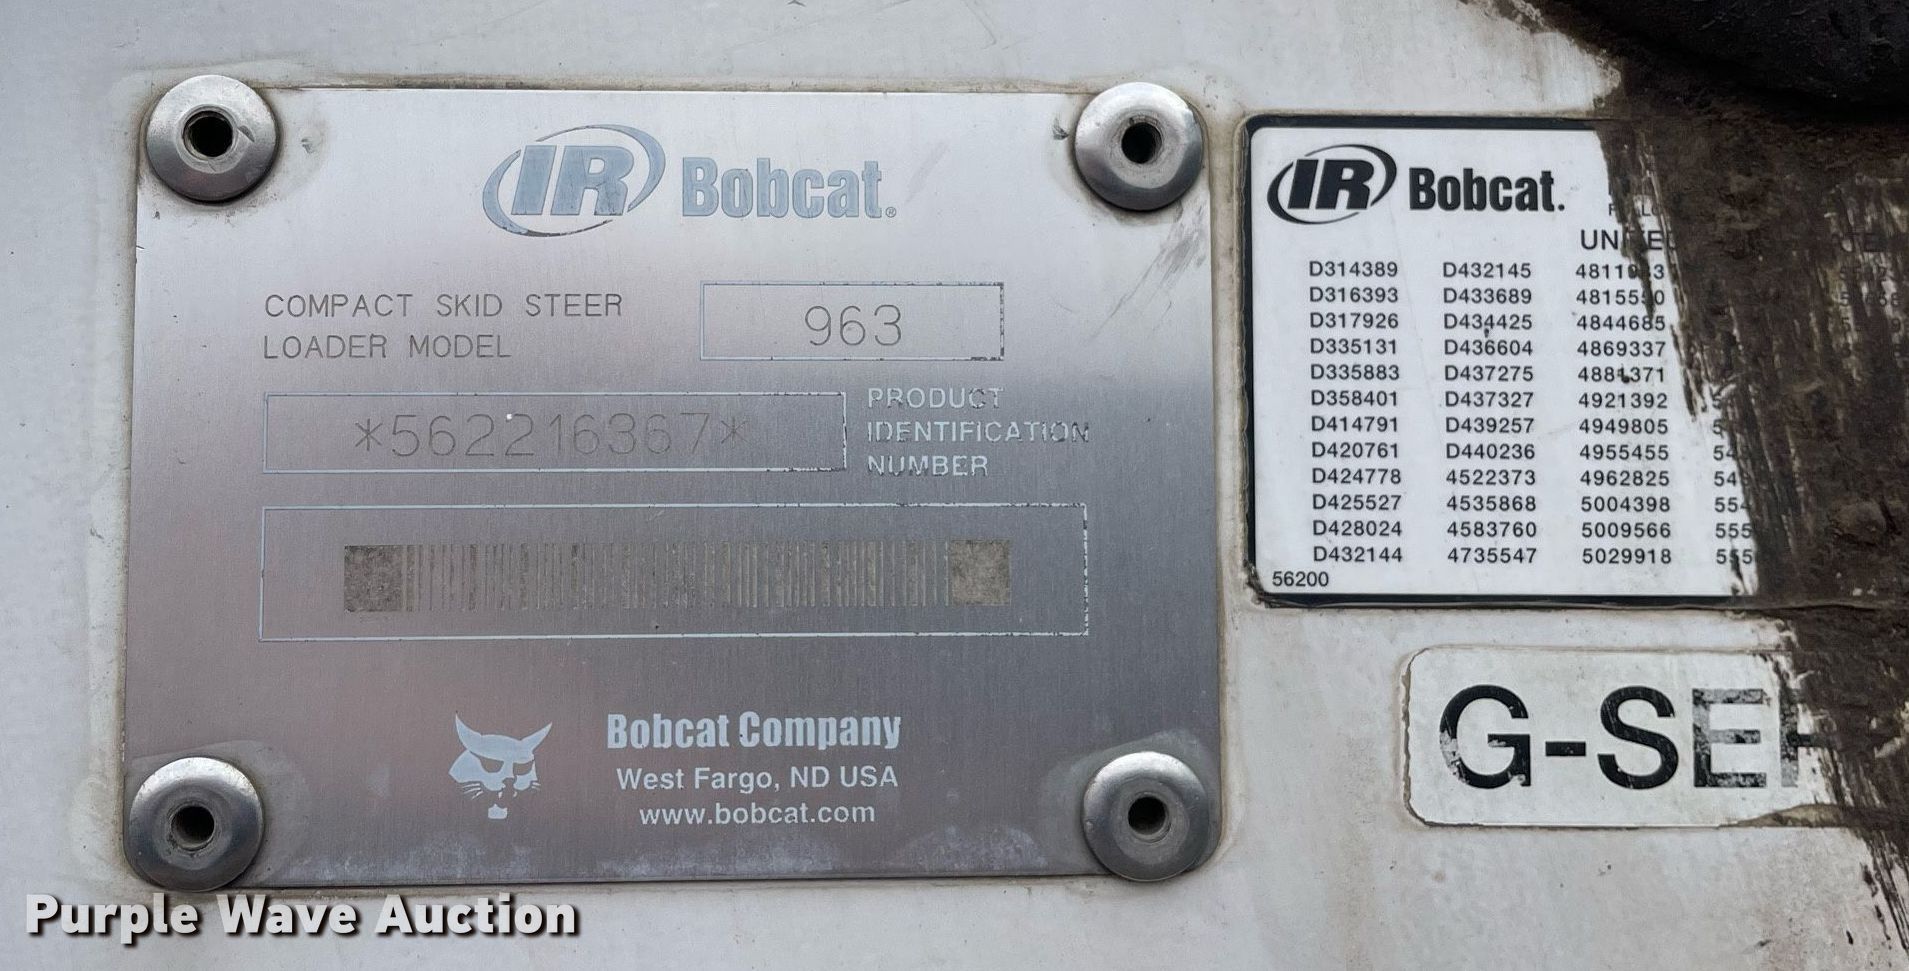 IR Bobcat®
COMPACT SKID STEER
LOADER MODEL
963
*562216367*
PRODUCT
IDENTIFICATION
NUMBER
Bobcat Company
West Fargo, ND USA
www.bobcat.com
IR Bobcat.
D314389 D432145
D316393 D433689
D317926 D434425 4844685
D335131 D436604 4869337
D335883 D437275 4881371
D358401 D437327 4921392
D414791 D439257 4949805
D420761 D440236 4955455
D424778 4522373 4962825
D425527 4535868 5004398
D428024 4583760 5009566
D432144 4735547 5029918
56200
G-SE
Purple Wave Auction